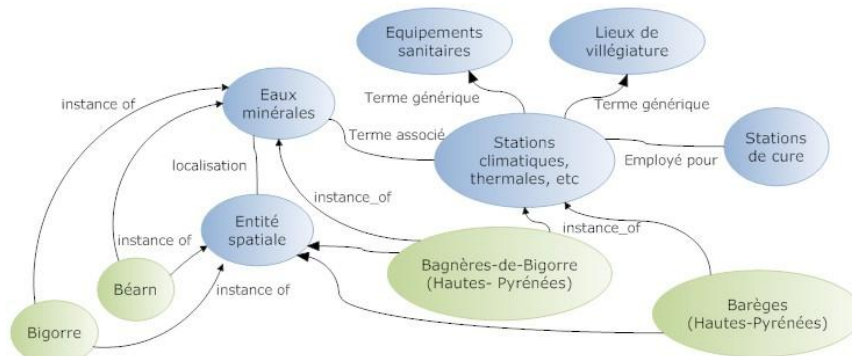 Equipements
sanitaires
Lieux de
villégiature
instance of
Eaux
minérales
Terme générique
Terme générique
Terme associé
Stations
climatiques,
thermales, etc
Employé pour
Stations
de cure
localisation
instance_of
instance of
Entité
spatiale
instance_of
Béarn
instance of
Bagnères-de-Bigorre
(Hautes- Pyrénées)
Barèges
(Hautes-Pyrénées)
Bigorre